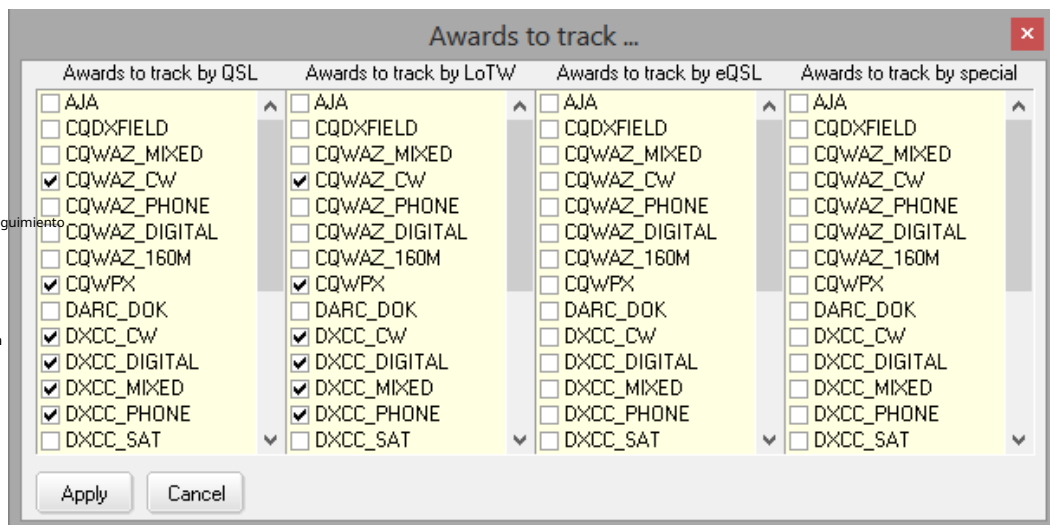 Awards to track ...
Awards to track by QSL Awards to track by LoTW Awards to track by eQSL Awards to track by special
AJA AJA AJA AJA
CQDXFIELD CQDXFIELD CQDXFIELD CQDXFIELD
CQWAZ_MIXED CQWAZ_MIXED CQWAZ_MIXED CQWAZ_MIXED
CQWAZ_CW CQWAZ_CW CQWAZ_CW CQWAZ_CW
CQWAZ_PHONE CQWAZ_PHONE CQWAZ_PHONE CQWAZ_PHONE
guimiento
CQWAZ_DIGITAL CQWAZ_DIGITAL CQWAZ_DIGITAL CQWAZ_DIGITAL
CQWAZ_160M CQWAZ_160M CQWAZ_160M CQWAZ_160M
CQWPX CQWPX CQWPX CQWPX
DARC_DOK DARC_DOK DARC_DOK DARC_DOK
DXCC_CW DXCC_CW DXCC_CW DXCC_CW
DXCC_DIGITAL DXCC_DIGITAL DXCC_DIGITAL DXCC_DIGITAL
DXCC_MIXED DXCC_MIXED DXCC_MIXED DXCC_MIXED
DXCC_PHONE DXCC_PHONE DXCC_PHONE DXCC_PHONE
DXCC_SAT DXCC_SAT DXCC_SAT DXCC_SAT
Apply Cancel